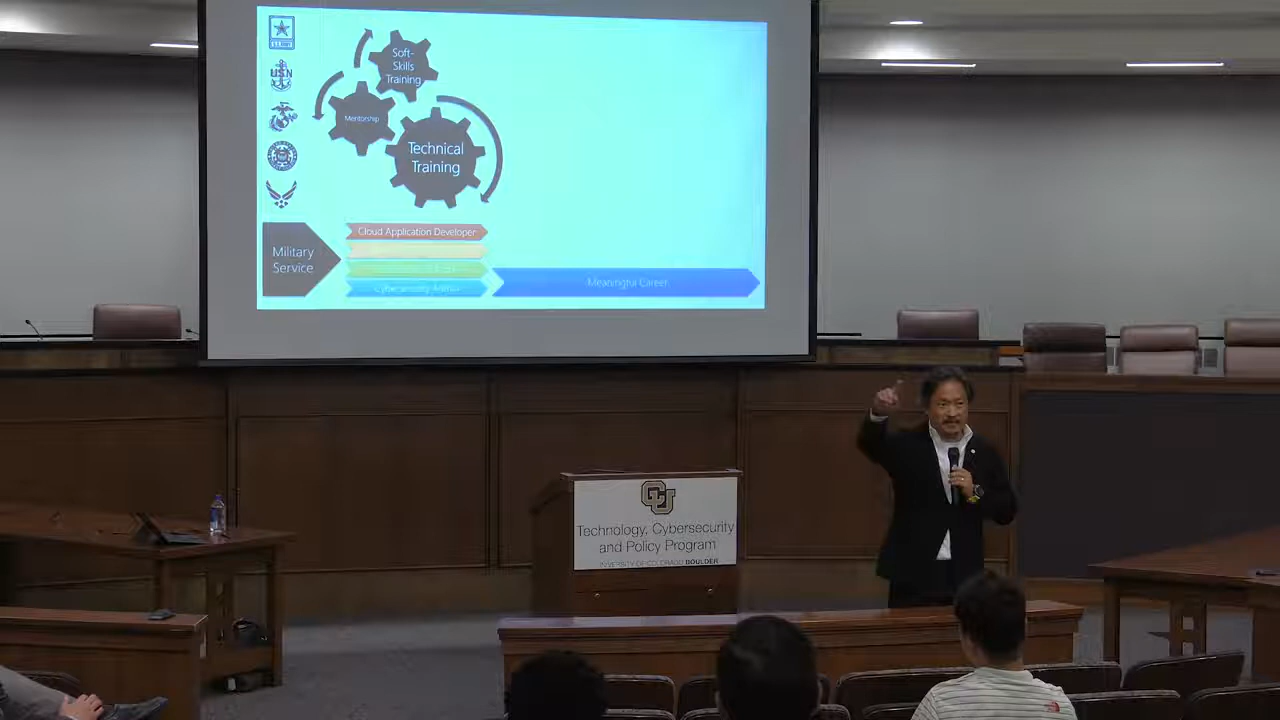 U.S. ARMY
USN
Soft-
Skills
Training
Mentorship
Technical
Training
Military
Service
Cloud Application Developer
Meaningful Career
CU
Technology, Cybersecurity
and Policy Program
UNIVERSITY OF COLORADO BOULDER